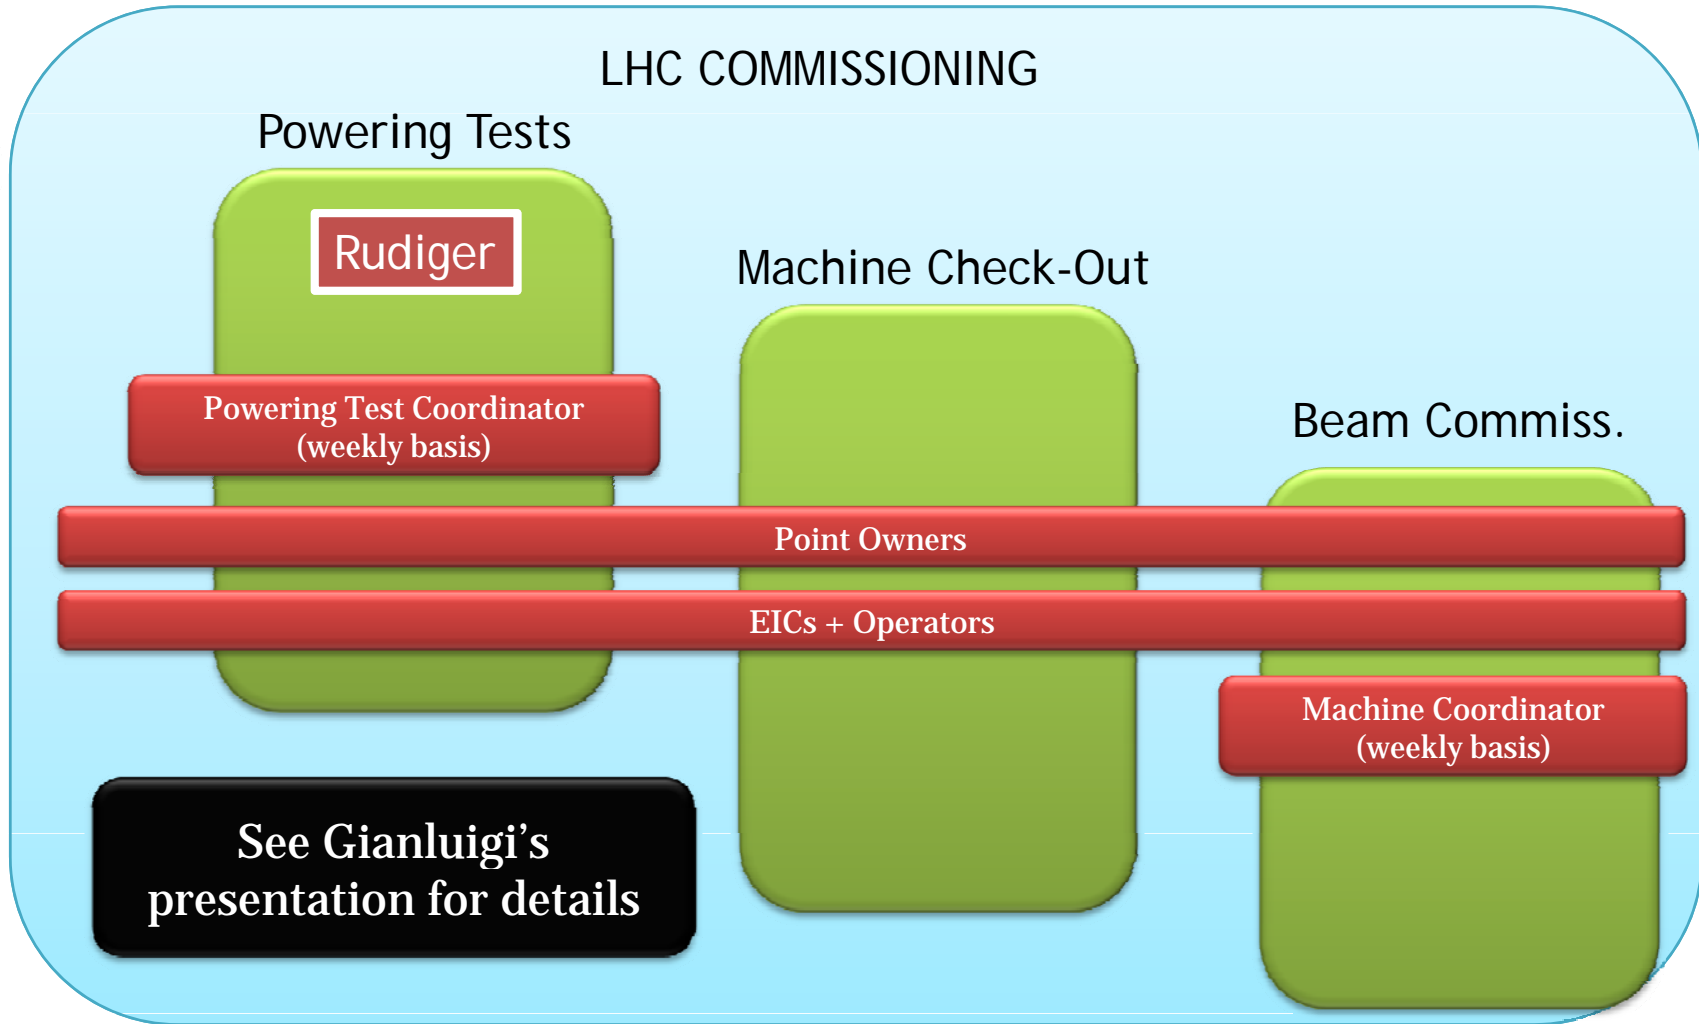 LHC COMMISSIONING
Powering Tests
Rudiger
Machine Check-Out
Powering Test Coordinator
(weekly basis)
Beam Commiss.
Point Owners
EICs + Operators
Machine Coordinator
(weekly basis)
See Gianluigi’s
presentation for details